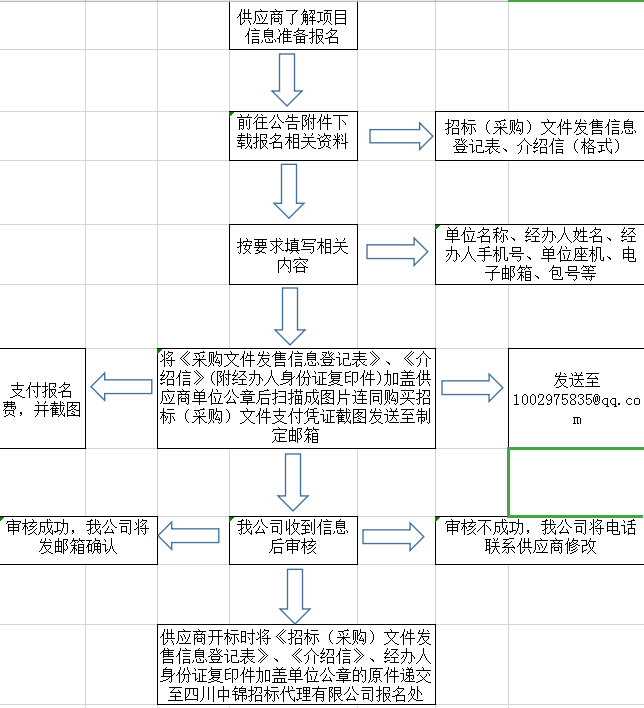 供应商了解项目
信息准备报名
前往公告附件下
载报名相关资料
招标（采购）文件发售信息
登记表、介绍信（格式）
按要求填写相关
内容
单位名称、经办人姓名、经
办人手机号、单位座机、电
子邮箱、包号等
支付报名
费，并截图
将《采购文件发售信息登记表》、《介
绍信》(附经办人身份证复印件)加盖供
应商单位公章后扫描成图片连同购买招
标（采购）文件支付凭证截图发送至制
定邮箱
发送至
1002975835@qq.co
m
审核成功，我公司将
发邮箱确认
我公司收到信息
后审核
审核不成功，我公司将电话
联系供应商修改
供应商开标时将《招标（采购）文件发
售信息登记表》、《介绍信》、经办人
身份证复印件加盖单位公章的原件递交
至四川中锦招标代理有限公司报名处